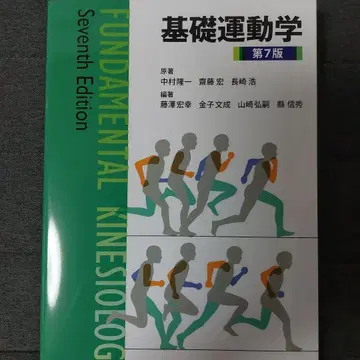 基礎運動学
第7版
原著
中村隆一 齋藤 宏 長崎 浩
編著
藤澤宏幸 金子文成 山崎弘嗣 縣 信秀
FUNDAMENTAL KINESIOLOG
Seventh Edition